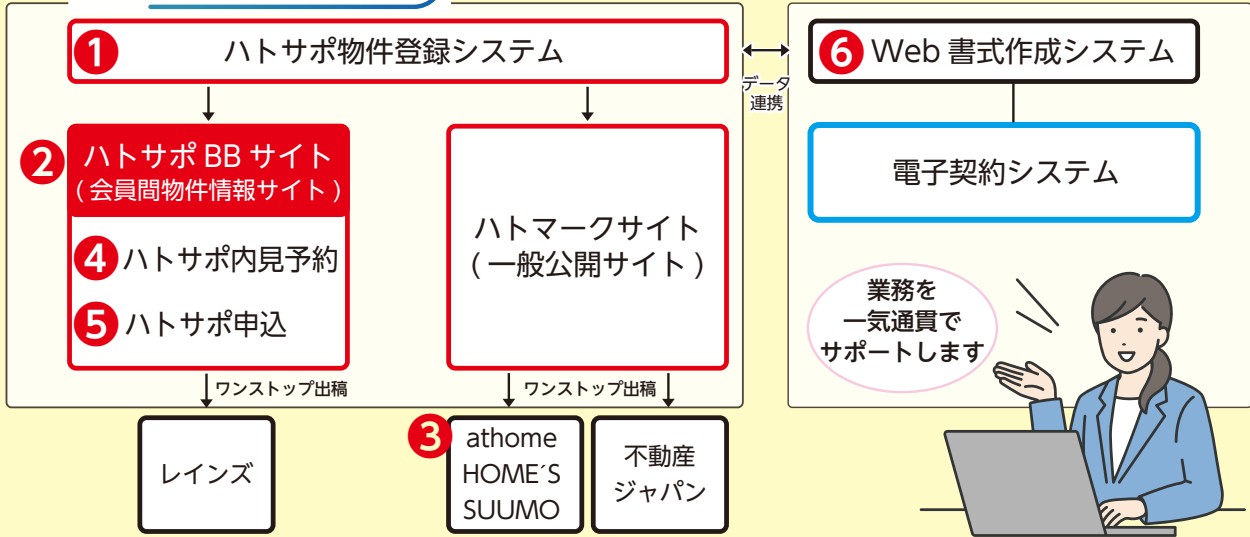 ❶ ハトサポ物件登録システム
データ
連携
❻ Web 書式作成システム
❷ ハトサポ BB サイト
( 会員間物件情報サイト )
❹ ハトサポ内見予約
❺ ハトサポ申込
ハトマークサイト
( 一般公開サイト )
電子契約システム
業務を
一気通貫で
サポートします
ワンストップ出稿
ワンストップ出稿
レインズ
❸ athome
HOME´S
SUUMO
不動産
ジャパン